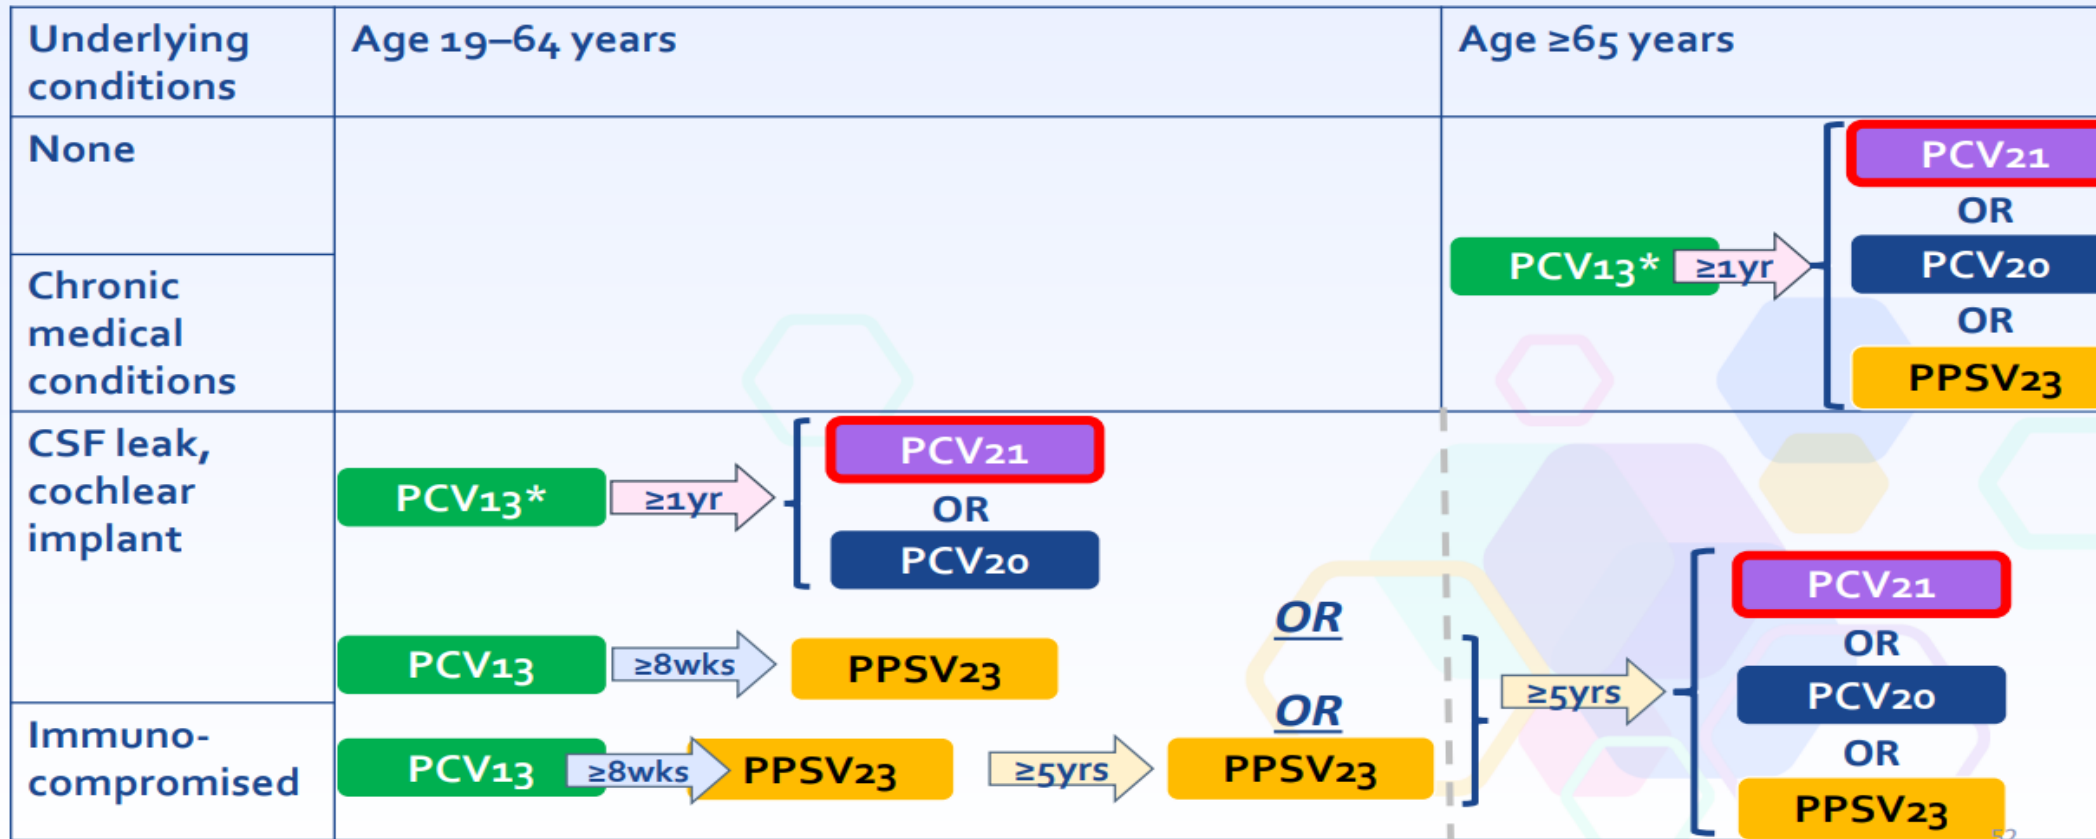 Underlying
conditions
Age 19–64 years
Age ≥65 years
None
Chronic
medical
conditions
PCV13*
≥1yr
PCV21
OR
PCV20
OR
PPSV23
CSF leak,
cochlear
implant
PCV13*
≥1yr
PCV21
OR
PCV20
PCV13
≥8wks
PPSV23
OR
OR
Immuno-
compromised
PCV13
≥8wks
PPSV23
≥5yrs
PPSV23
≥5yrs
PCV21
OR
PCV20
OR
PPSV23
52